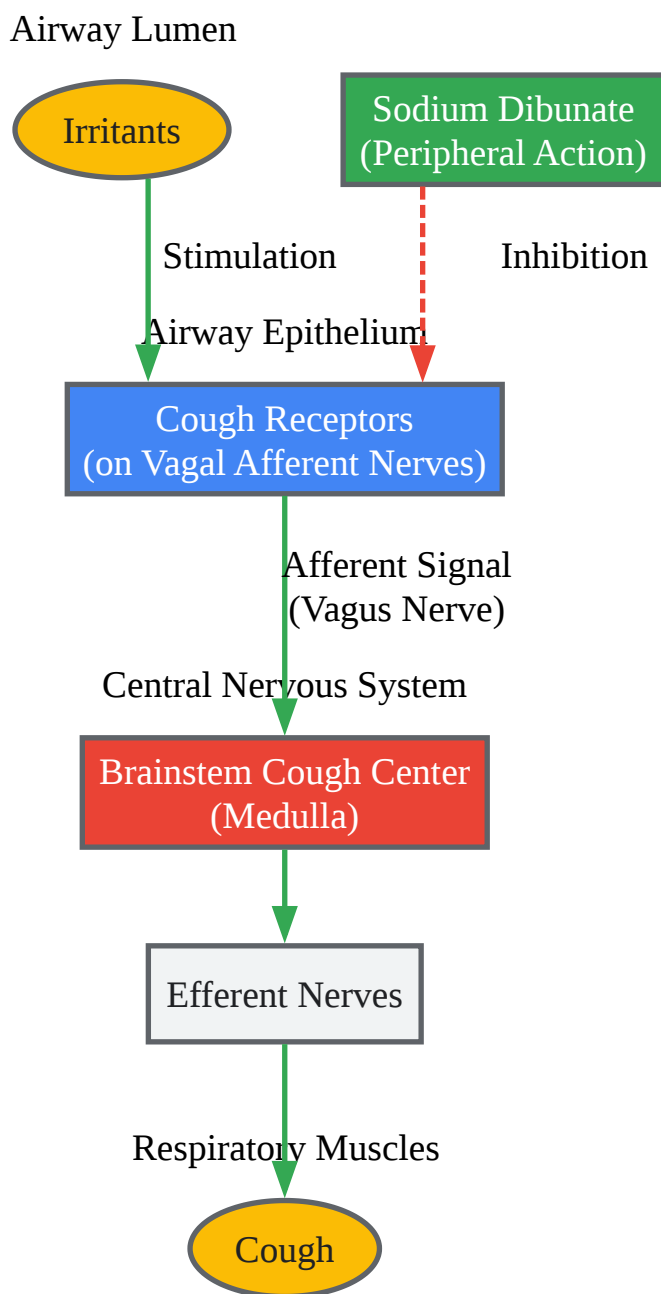 Airway Lumen
Irritants
Sodium Dibunate
(Peripheral Action)
Stimulation
Inhibition
Airway Epithelium
Cough Receptors
(on Vagal Afferent Nerves)
Afferent Signal
(Vagus Nerve)
Central Nervous System
Brainstem Cough Center
(Medulla)
Efferent Nerves
Respiratory Muscles
Cough